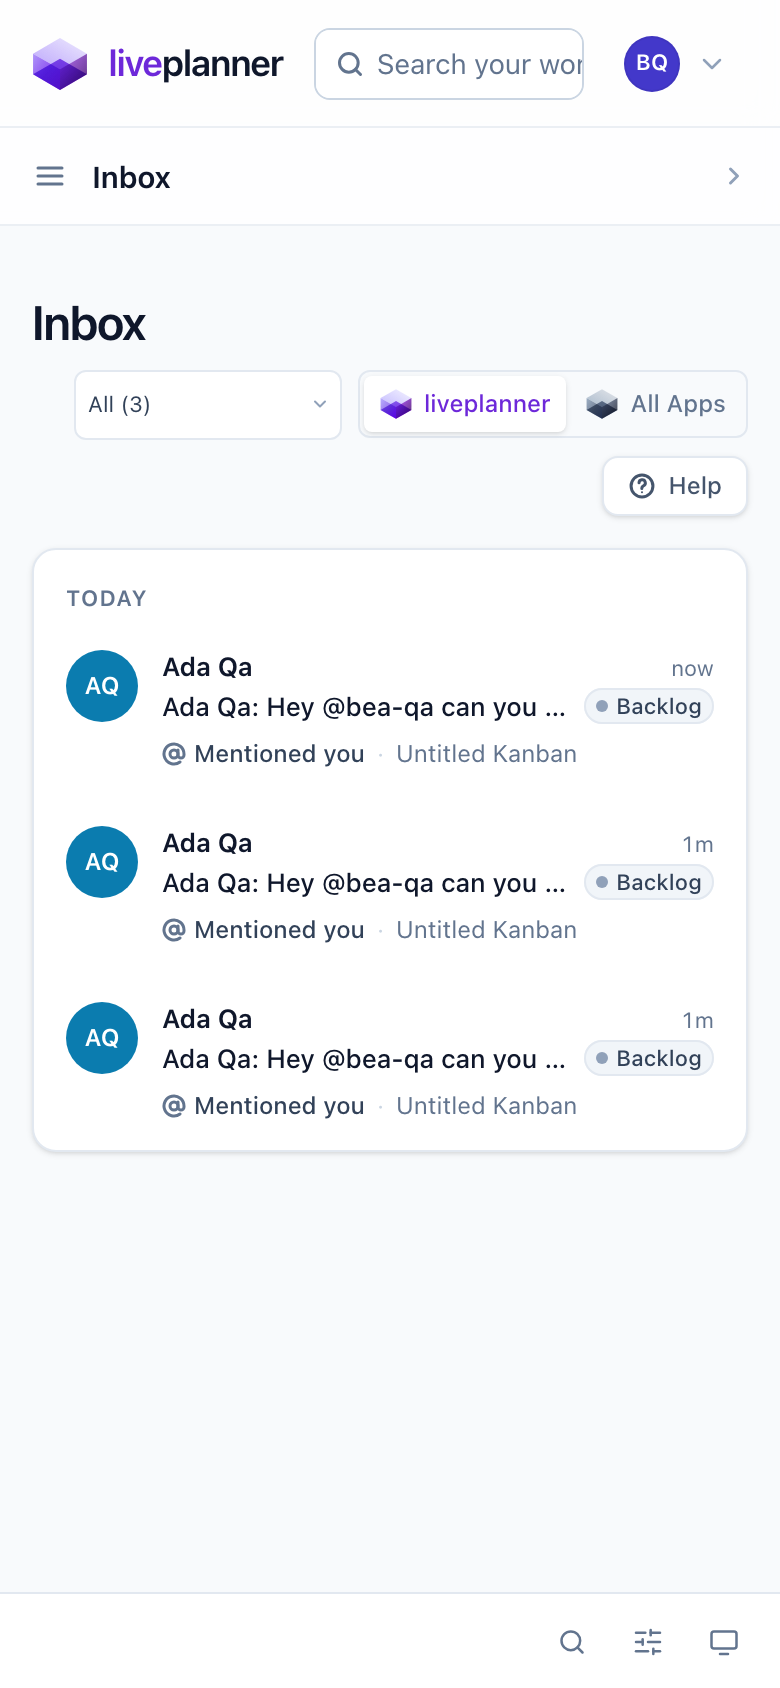 liveplanner
Search your wor
BQ
Inbox
Inbox
All (3)
liveplanner
All Apps
Help
TODAY
AQ
Ada Qa
now
Ada Qa: Hey @bea-qa can you ...
Backlog
@ Mentioned you · Untitled Kanban
AQ
Ada Qa
1m
Ada Qa: Hey @bea-qa can you ...
Backlog
@ Mentioned you · Untitled Kanban
AQ
Ada Qa
1m
Ada Qa: Hey @bea-qa can you ...
Backlog
@ Mentioned you · Untitled Kanban